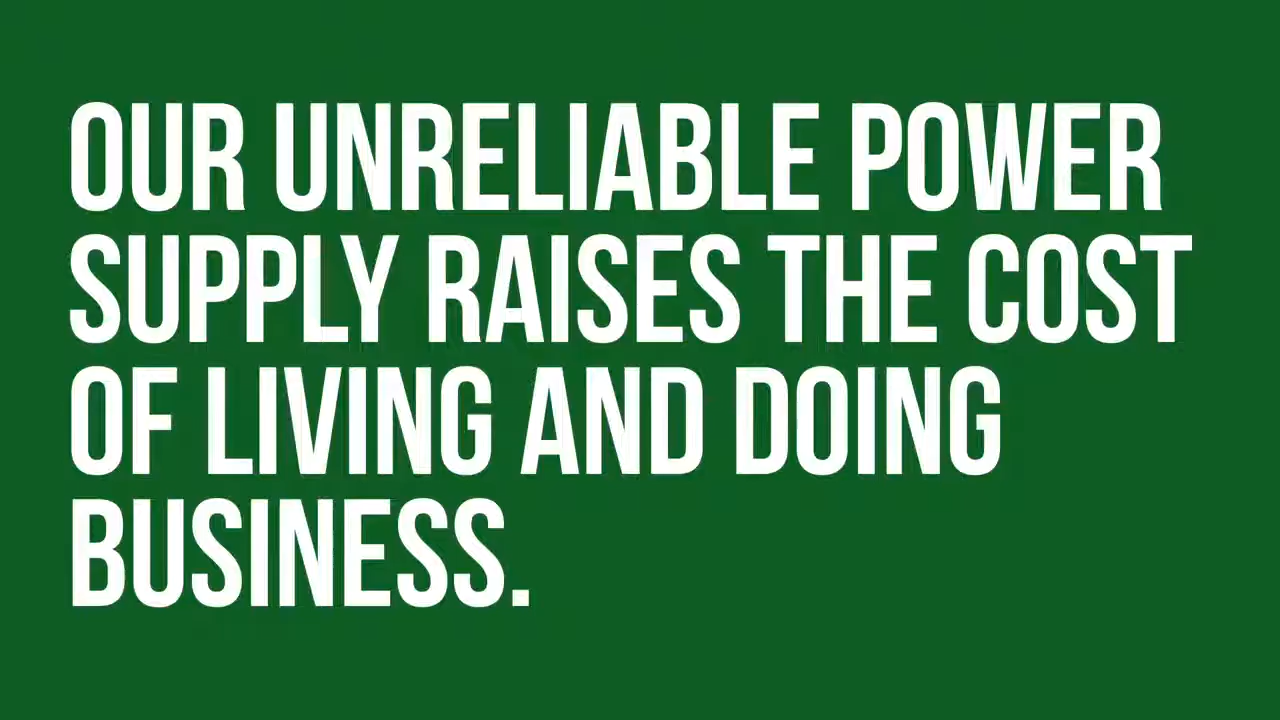 OUR UNRELIABLE POWER
SUPPLY RAISES THE COST
OF LIVING AND DOING
BUSINESS.